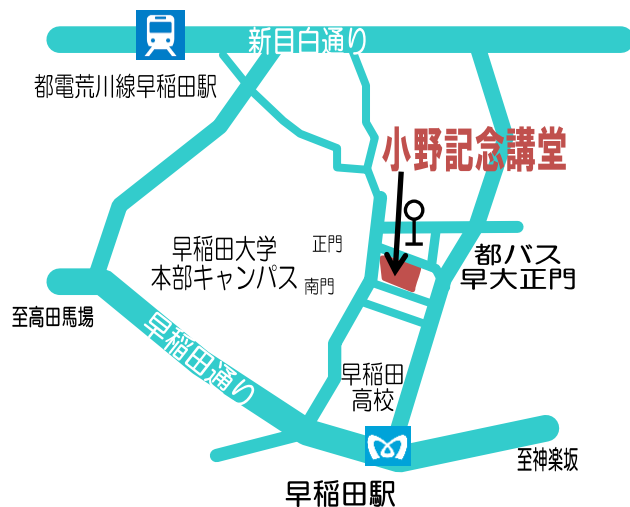 新目白通り
都電荒川線早稲田駅
小野記念講堂
早稲田大学
本部キャンパス
正門
南門
都バス
早大正門
至高田馬場
早稲田通り
早稲田
高校
至神楽坂
早稲田駅